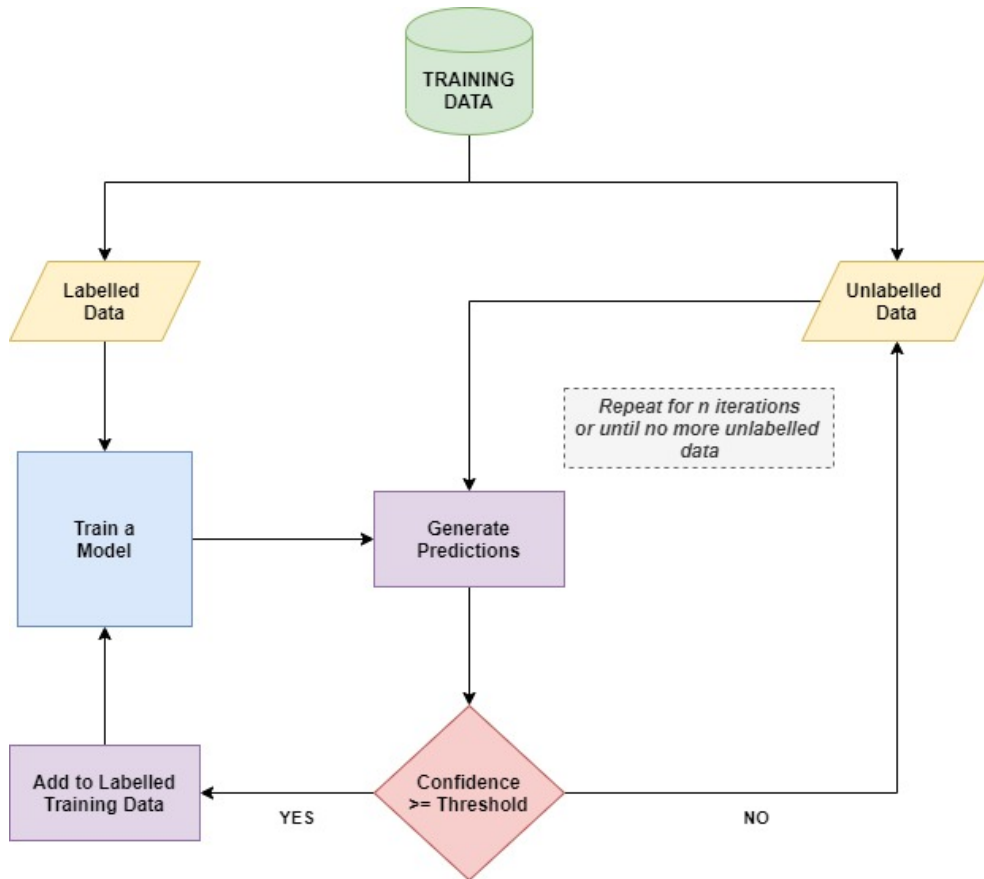 TRAINING
DATA
Labelled
Data
Unlabelled
Data
Repeat for n iterations
or until no more unlabelled
data
Train a
Model
Generate
Predictions
Add to Labelled
Training Data
Confidence
>= Threshold
YES
NO